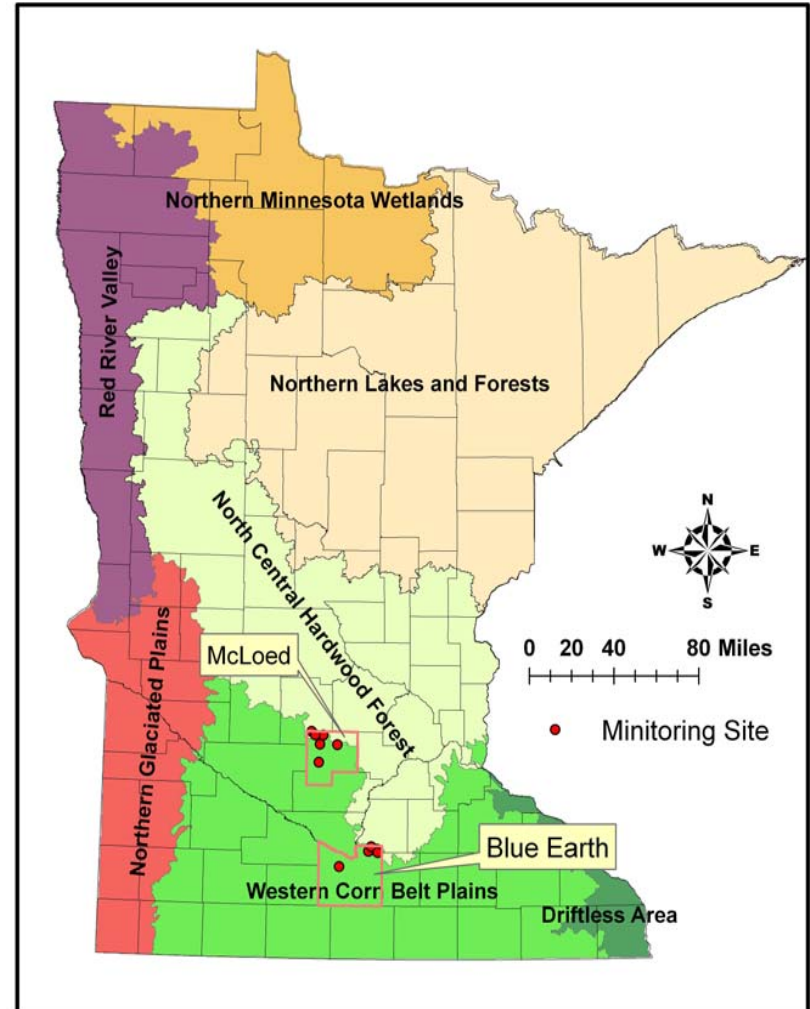 Northern Minnesota Wetlands
Red River Valley
Northern Lakes and Forests
North Central Hardwood Forest
N
W E
S
McLoed
0 20 40 80 Miles
Minitoring Site
Northern Glaciated Plains
Blue Earth
Western Corn Belt Plains
Driftless Area